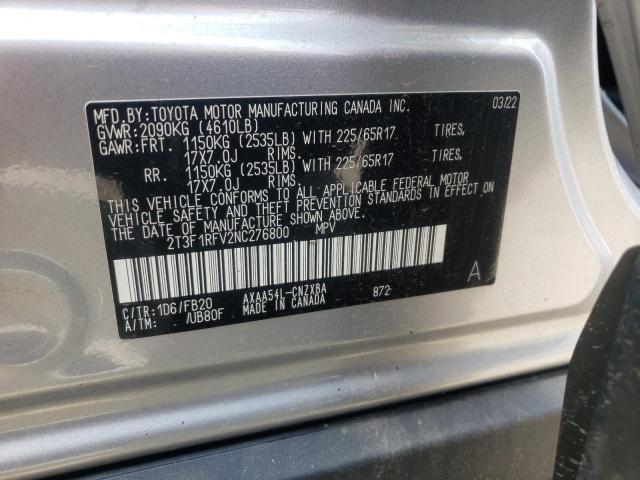 MFD. BY: TOYOTA MOTOR MANUFACTURING CANADA INC. 03/22
GVWR: 2090KG (4610LB)
GAWR: FRT. 1150KG (2535LB) WITH 225/65R17 TIRES,
17X7.0J RIMS.
RR. 1150KG (2535LB) WITH 225/65R17 TIRES,
17X7.0J RIMS.
THIS VEHICLE CONFORMS TO ALL APPLICABLE FEDERAL MOTOR
VEHICLE SAFETY AND THEFT PREVENTION STANDARDS IN EFFECT ON
THE DATE OF MANUFACTURE SHOWN ABOVE.
2T3F1RFV2NC276800 MPV
A
C/TR: 1D6/FB20 AXAA54L-CNZXBA 872
A/TM: /UB80F MADE IN CANADA